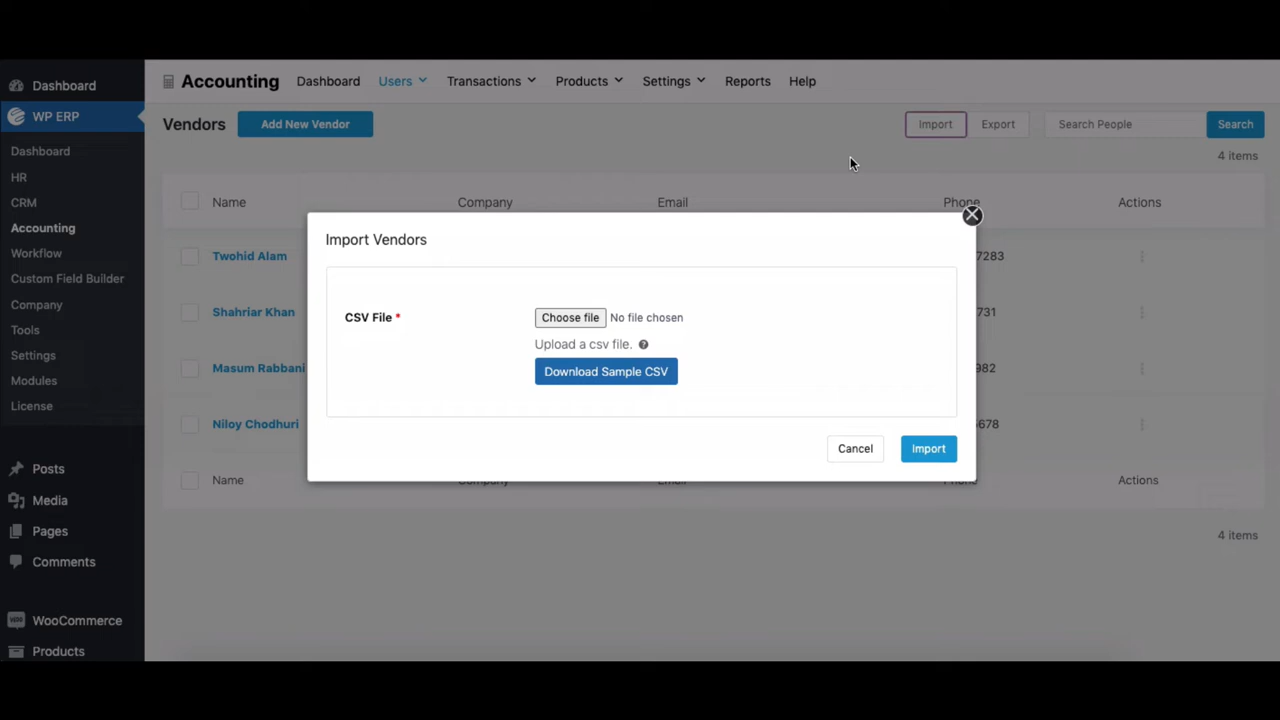 Dashboard
WP ERP
Dashboard
HR
CRM
Accounting
Workflow
Custom Field Builder
Company
Tools
Settings
Modules
License
Posts
Media
Pages
Comments
WooCommerce
Products
Accounting Dashboard Users Transactions Products Settings Reports Help
Vendors Add New Vendor Import Export Search People Search
4 items
Name Company Email Phone Actions
Twohid Alam 7283
Shahriar Khan 731
Masum Rabbani 982
Niloy Chodhuri 5678
Name Company Email Phone Actions
4 items
Import Vendors
CSV File *
Choose file No file chosen
Upload a csv file. ?
Download Sample CSV
Cancel Import